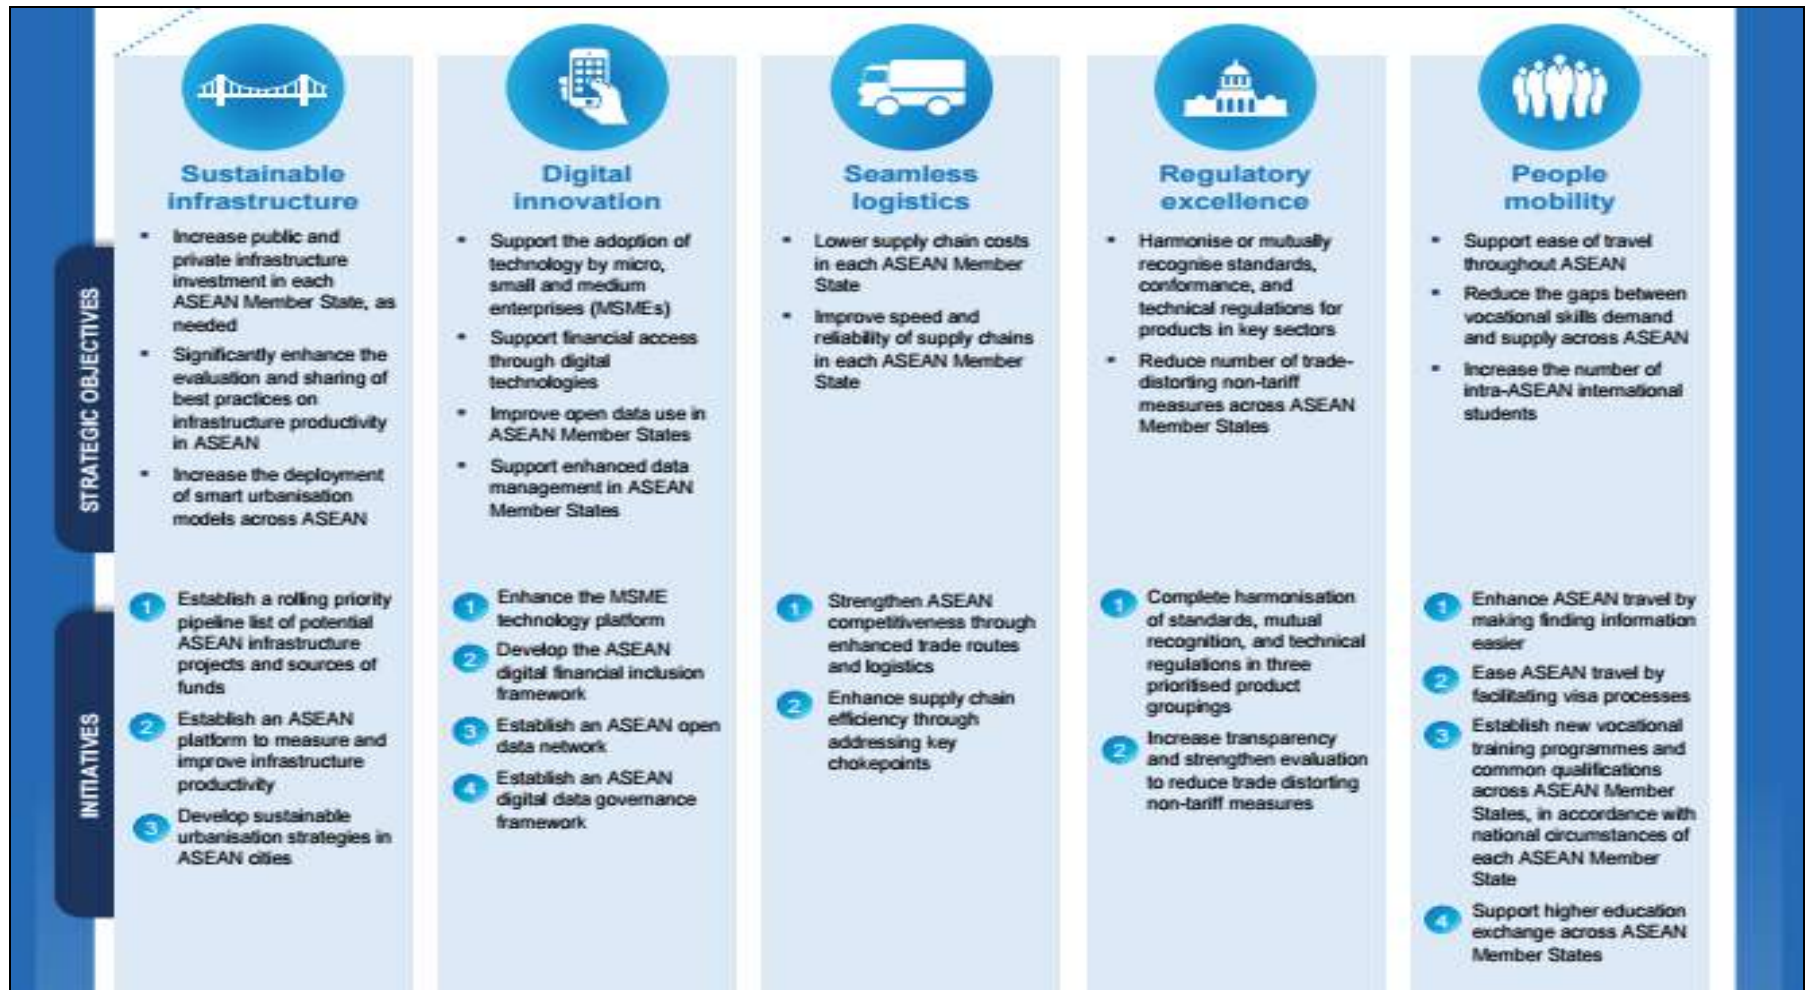 Sustainable
infrastructure
Digital
innovation
Seamless
logistics
Regulatory
excellence
People
mobility
STRATEGIC OBJECTIVES
▪ Increase public and
private infrastructure
investment in each
ASEAN Member State, as
needed
▪ Significantly enhance the
evaluation and sharing of
best practices on
infrastructure productivity
in ASEAN
▪ Increase the deployment
of smart urbanisation
models across ASEAN
▪ Support the adoption of
technology by micro,
small and medium
enterprises (MSMEs)
▪ Support financial access
through digital
technologies
▪ Improve open data use in
ASEAN Member States
▪ Support enhanced data
management in ASEAN
Member States
▪ Lower supply chain costs
in each ASEAN Member
State
▪ Improve speed and
reliability of supply chains
in each ASEAN Member
State
▪ Harmonise or mutually
recognise standards,
conformance, and
technical regulations for
products in key sectors
▪ Reduce number of trade-
distorting non-tariff
measures across ASEAN
Member States
▪ Support ease of travel
throughout ASEAN
▪ Reduce the gaps between
vocational skills demand
and supply across ASEAN
▪ Increase the number of
intra-ASEAN international
students
INITIATIVES
1 Establish a rolling priority
pipeline list of potential
ASEAN infrastructure
projects and sources of
funds
2 Establish an ASEAN
platform to measure and
improve infrastructure
productivity
3 Develop sustainable
urbanisation strategies in
ASEAN cities
1 Enhance the MSME
technology platform
2 Develop the ASEAN
digital financial inclusion
framework
3 Establish an ASEAN open
data network
4 Establish an ASEAN
digital data governance
framework
1 Strengthen ASEAN
competitiveness through
enhanced trade routes
and logistics
2 Enhance supply chain
efficiency through
addressing key
chokepoints
1 Complete harmonisation
of standards, mutual
recognition, and technical
regulations in three
prioritised product
groupings
2 Increase transparency
and strengthen evaluation
to reduce trade distorting
non-tariff measures
1 Enhance ASEAN travel by
making finding information
easier
2 Ease ASEAN travel by
facilitating visa processes
3 Establish new vocational
training programmes and
common qualifications
across ASEAN Member
States, in accordance with
national circumstances of
each ASEAN Member
State
4 Support higher education
exchange across ASEAN
Member States